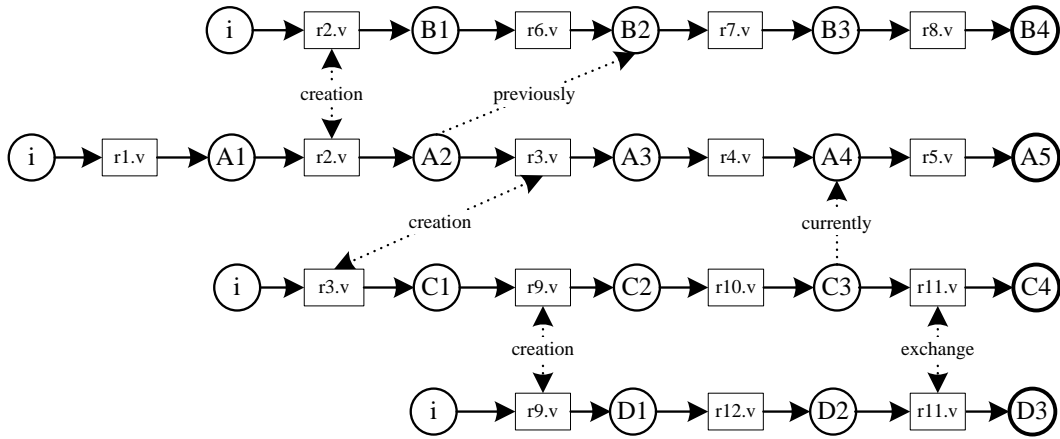 i r2.v B1 r6.v B2 r7.v B3 r8.v B4
creation previously
i r1.v A1 r2.v A2 r3.v A3 r4.v A4 r5.v A5
creation currently
i r3.v C1 r9.v C2 r10.v C3 r11.v C4
creation exchange
i r9.v D1 r12.v D2 r11.v D3